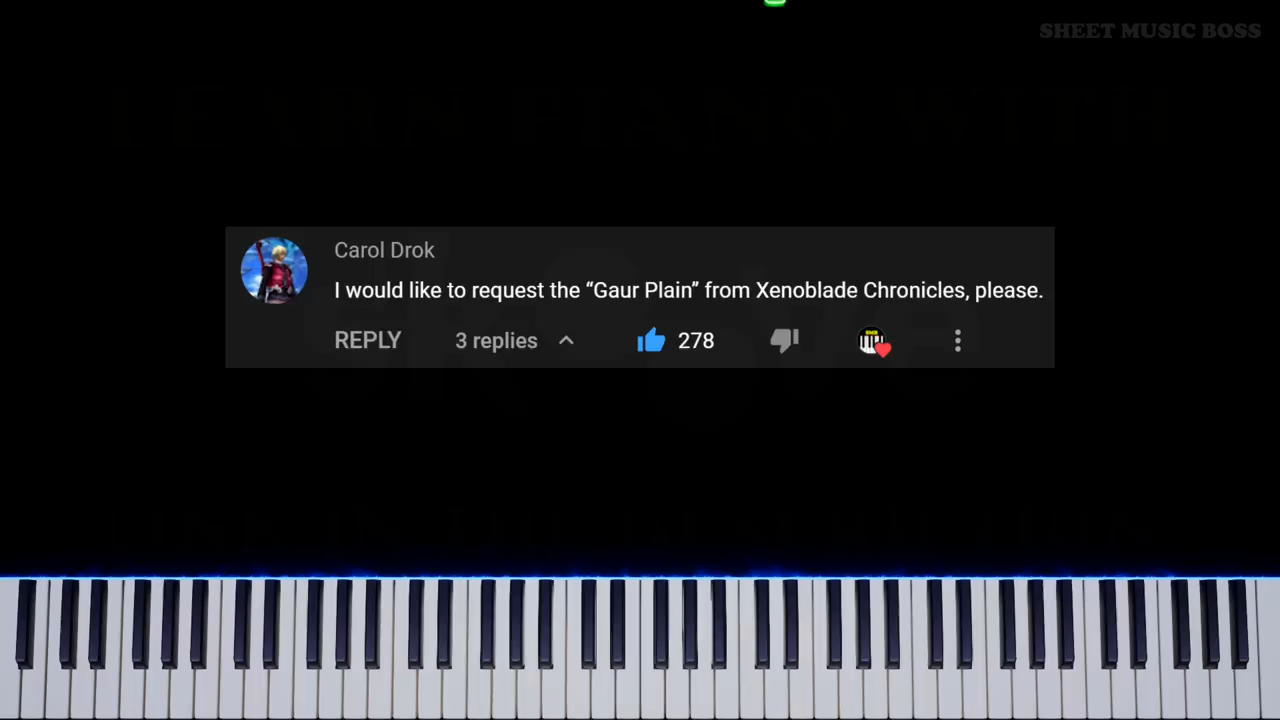 SHEET MUSIC BOSS
Carol Drok
I would like to request the “Gaur Plain” from Xenoblade Chronicles, please.
REPLY 3 replies 278